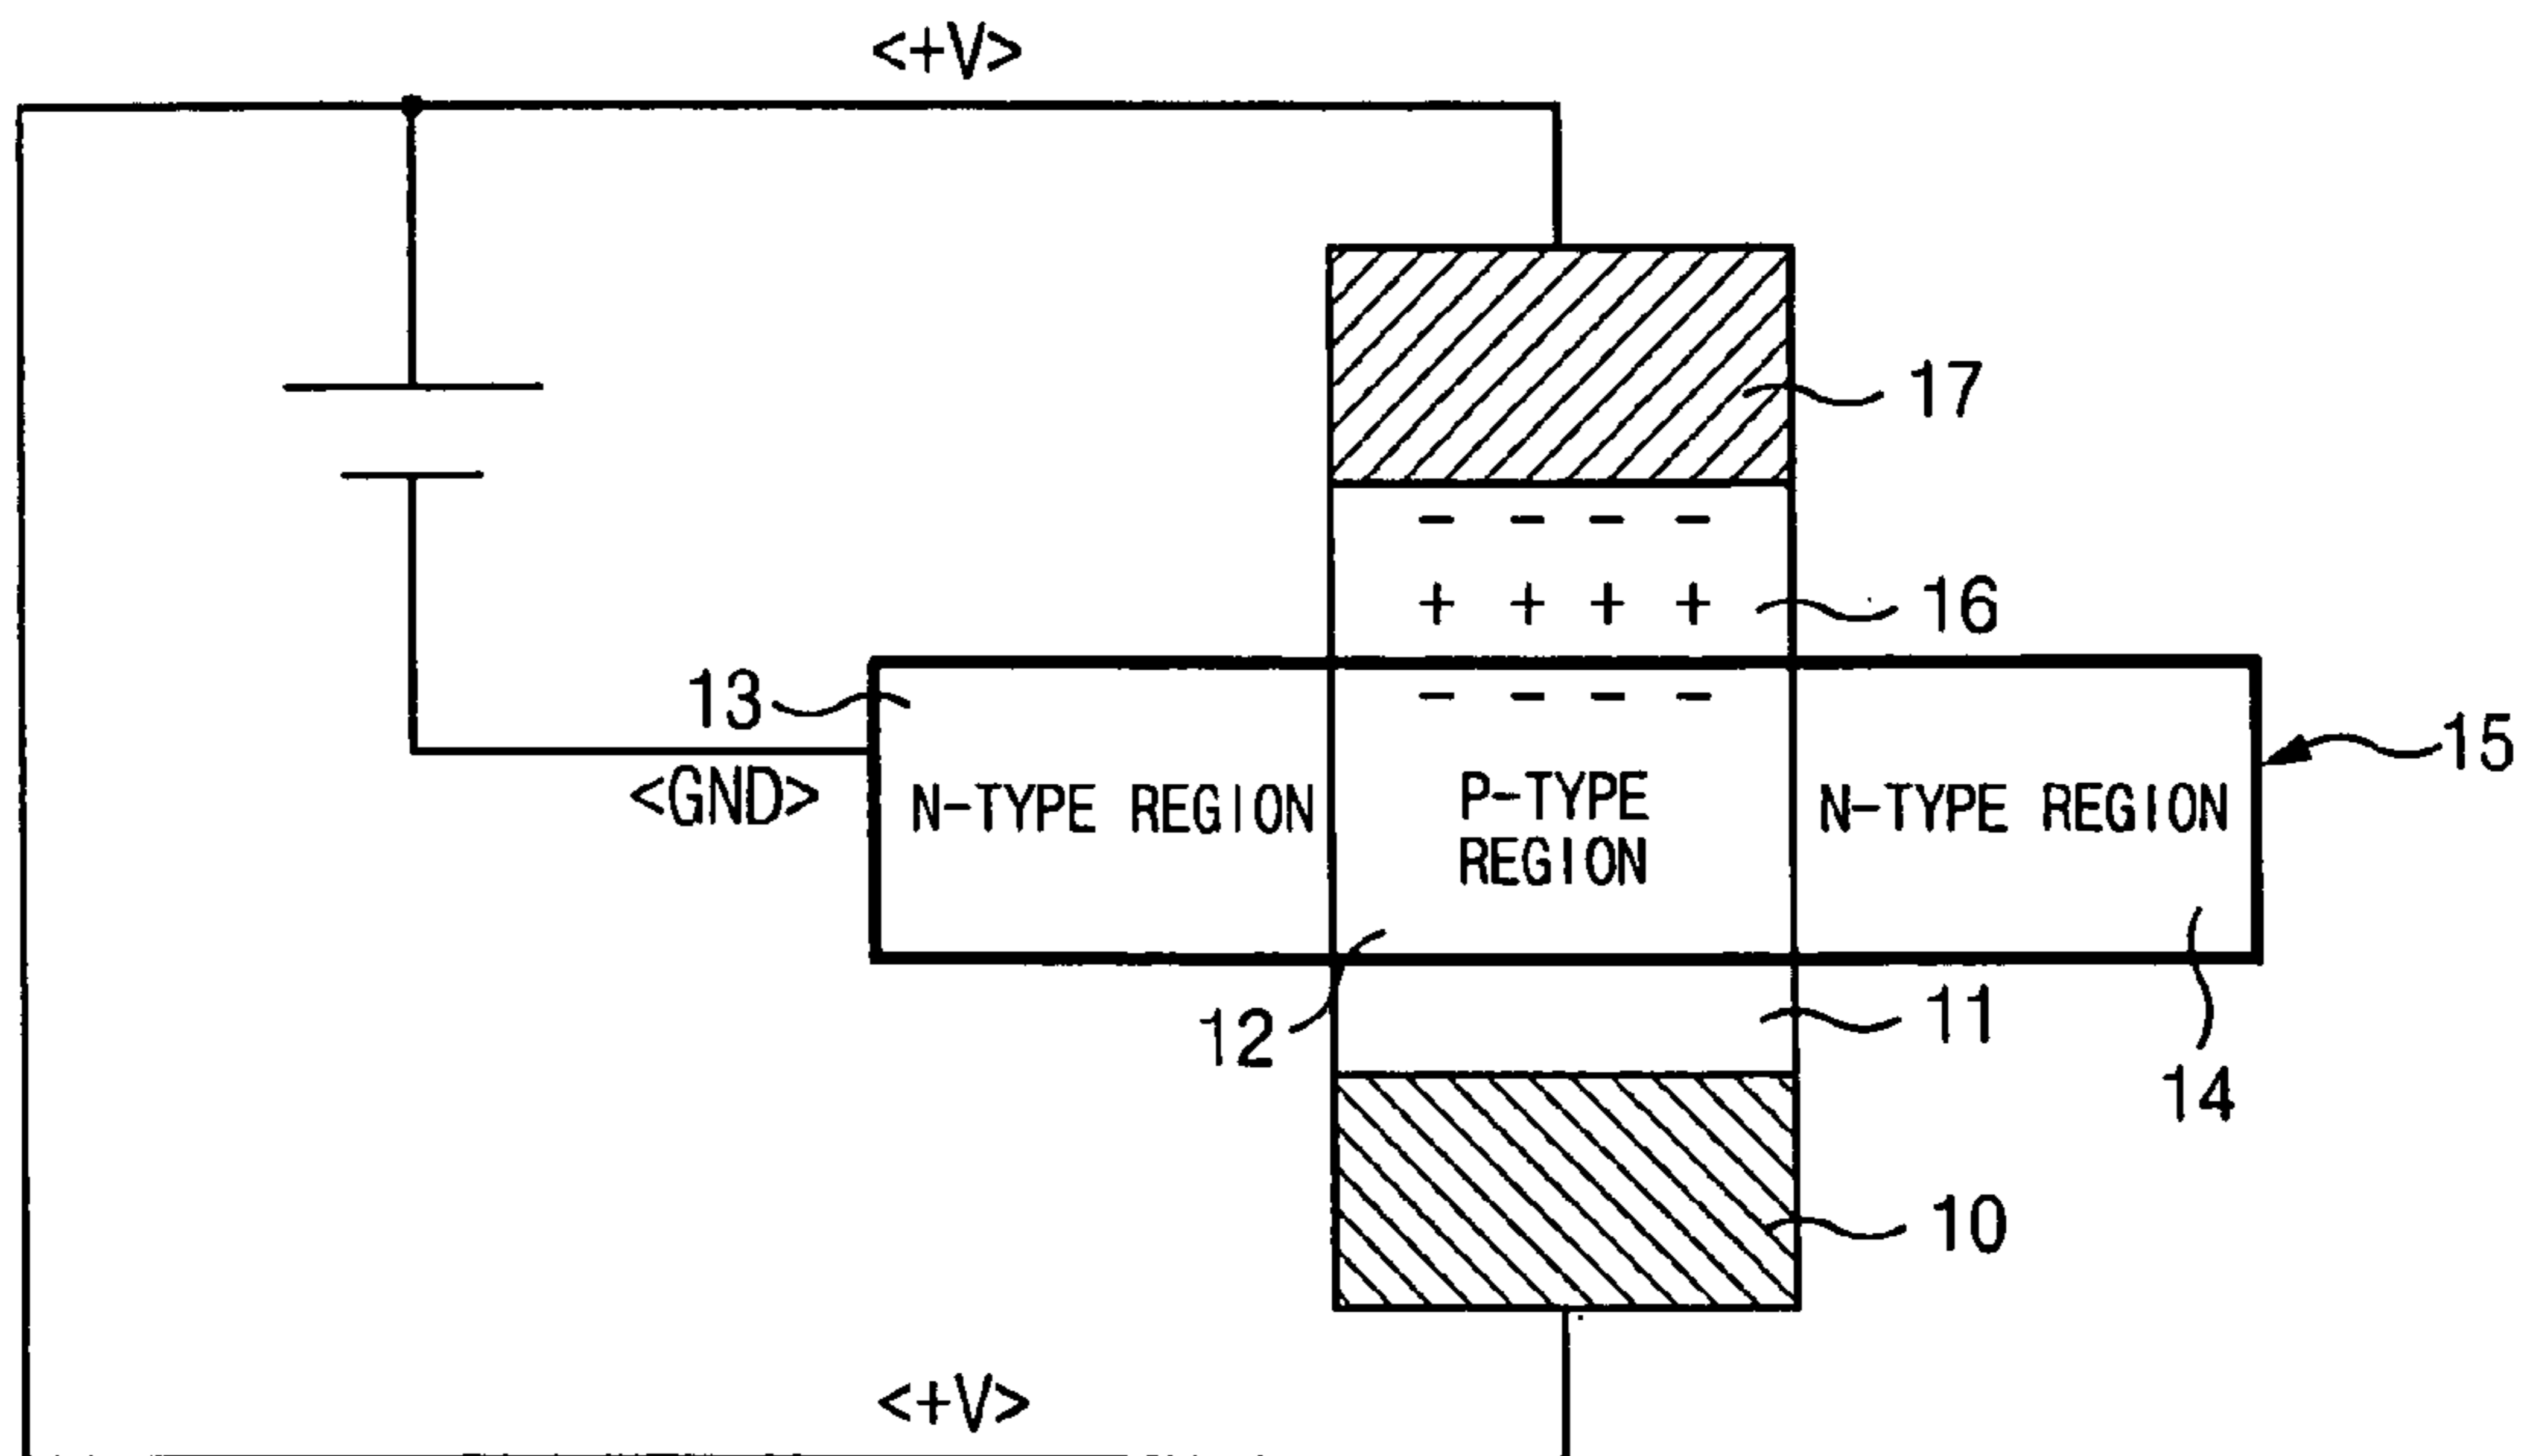 <+V>
17
- - - -
+ + + +
16
13
- - - -
15
<GND>
N-TYPE REGION
P-TYPE
REGION
N-TYPE REGION
12
11
14
10
<+V>